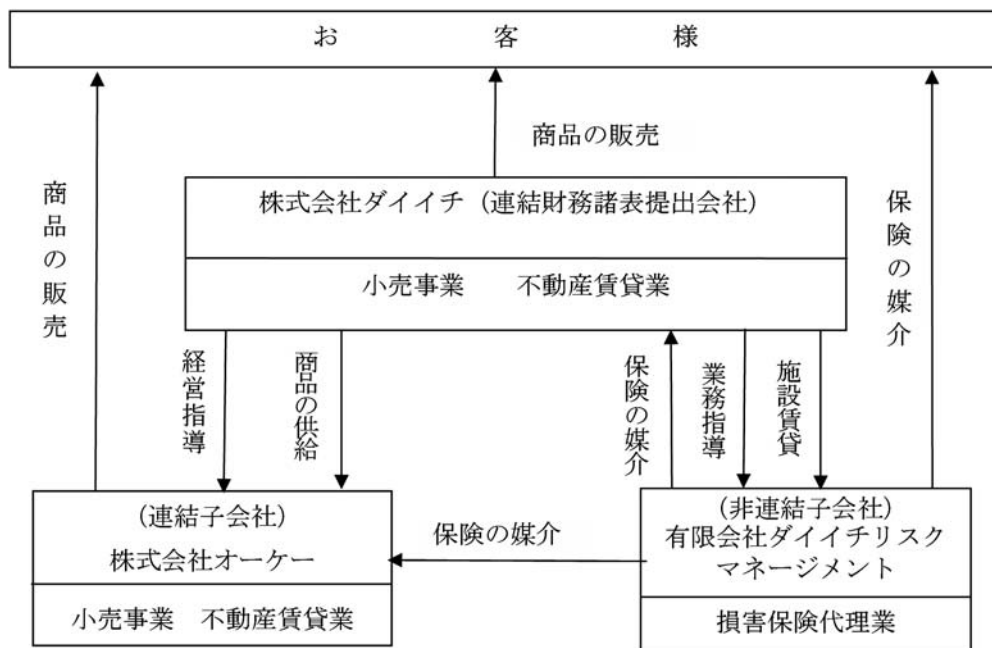 お客様
商品の販売
株式会社ダイイチ（連結財務諸表提出会社）
小売事業　不動産賃貸業
商品の販売
保険の媒介
経営指導
商品の供給
保険の媒介
業務指導
施設賃貸
（連結子会社）
株式会社オーケー
小売事業　不動産賃貸業
保険の媒介
（非連結子会社）
有限会社ダイイチリスク
マネージメント
損害保険代理業